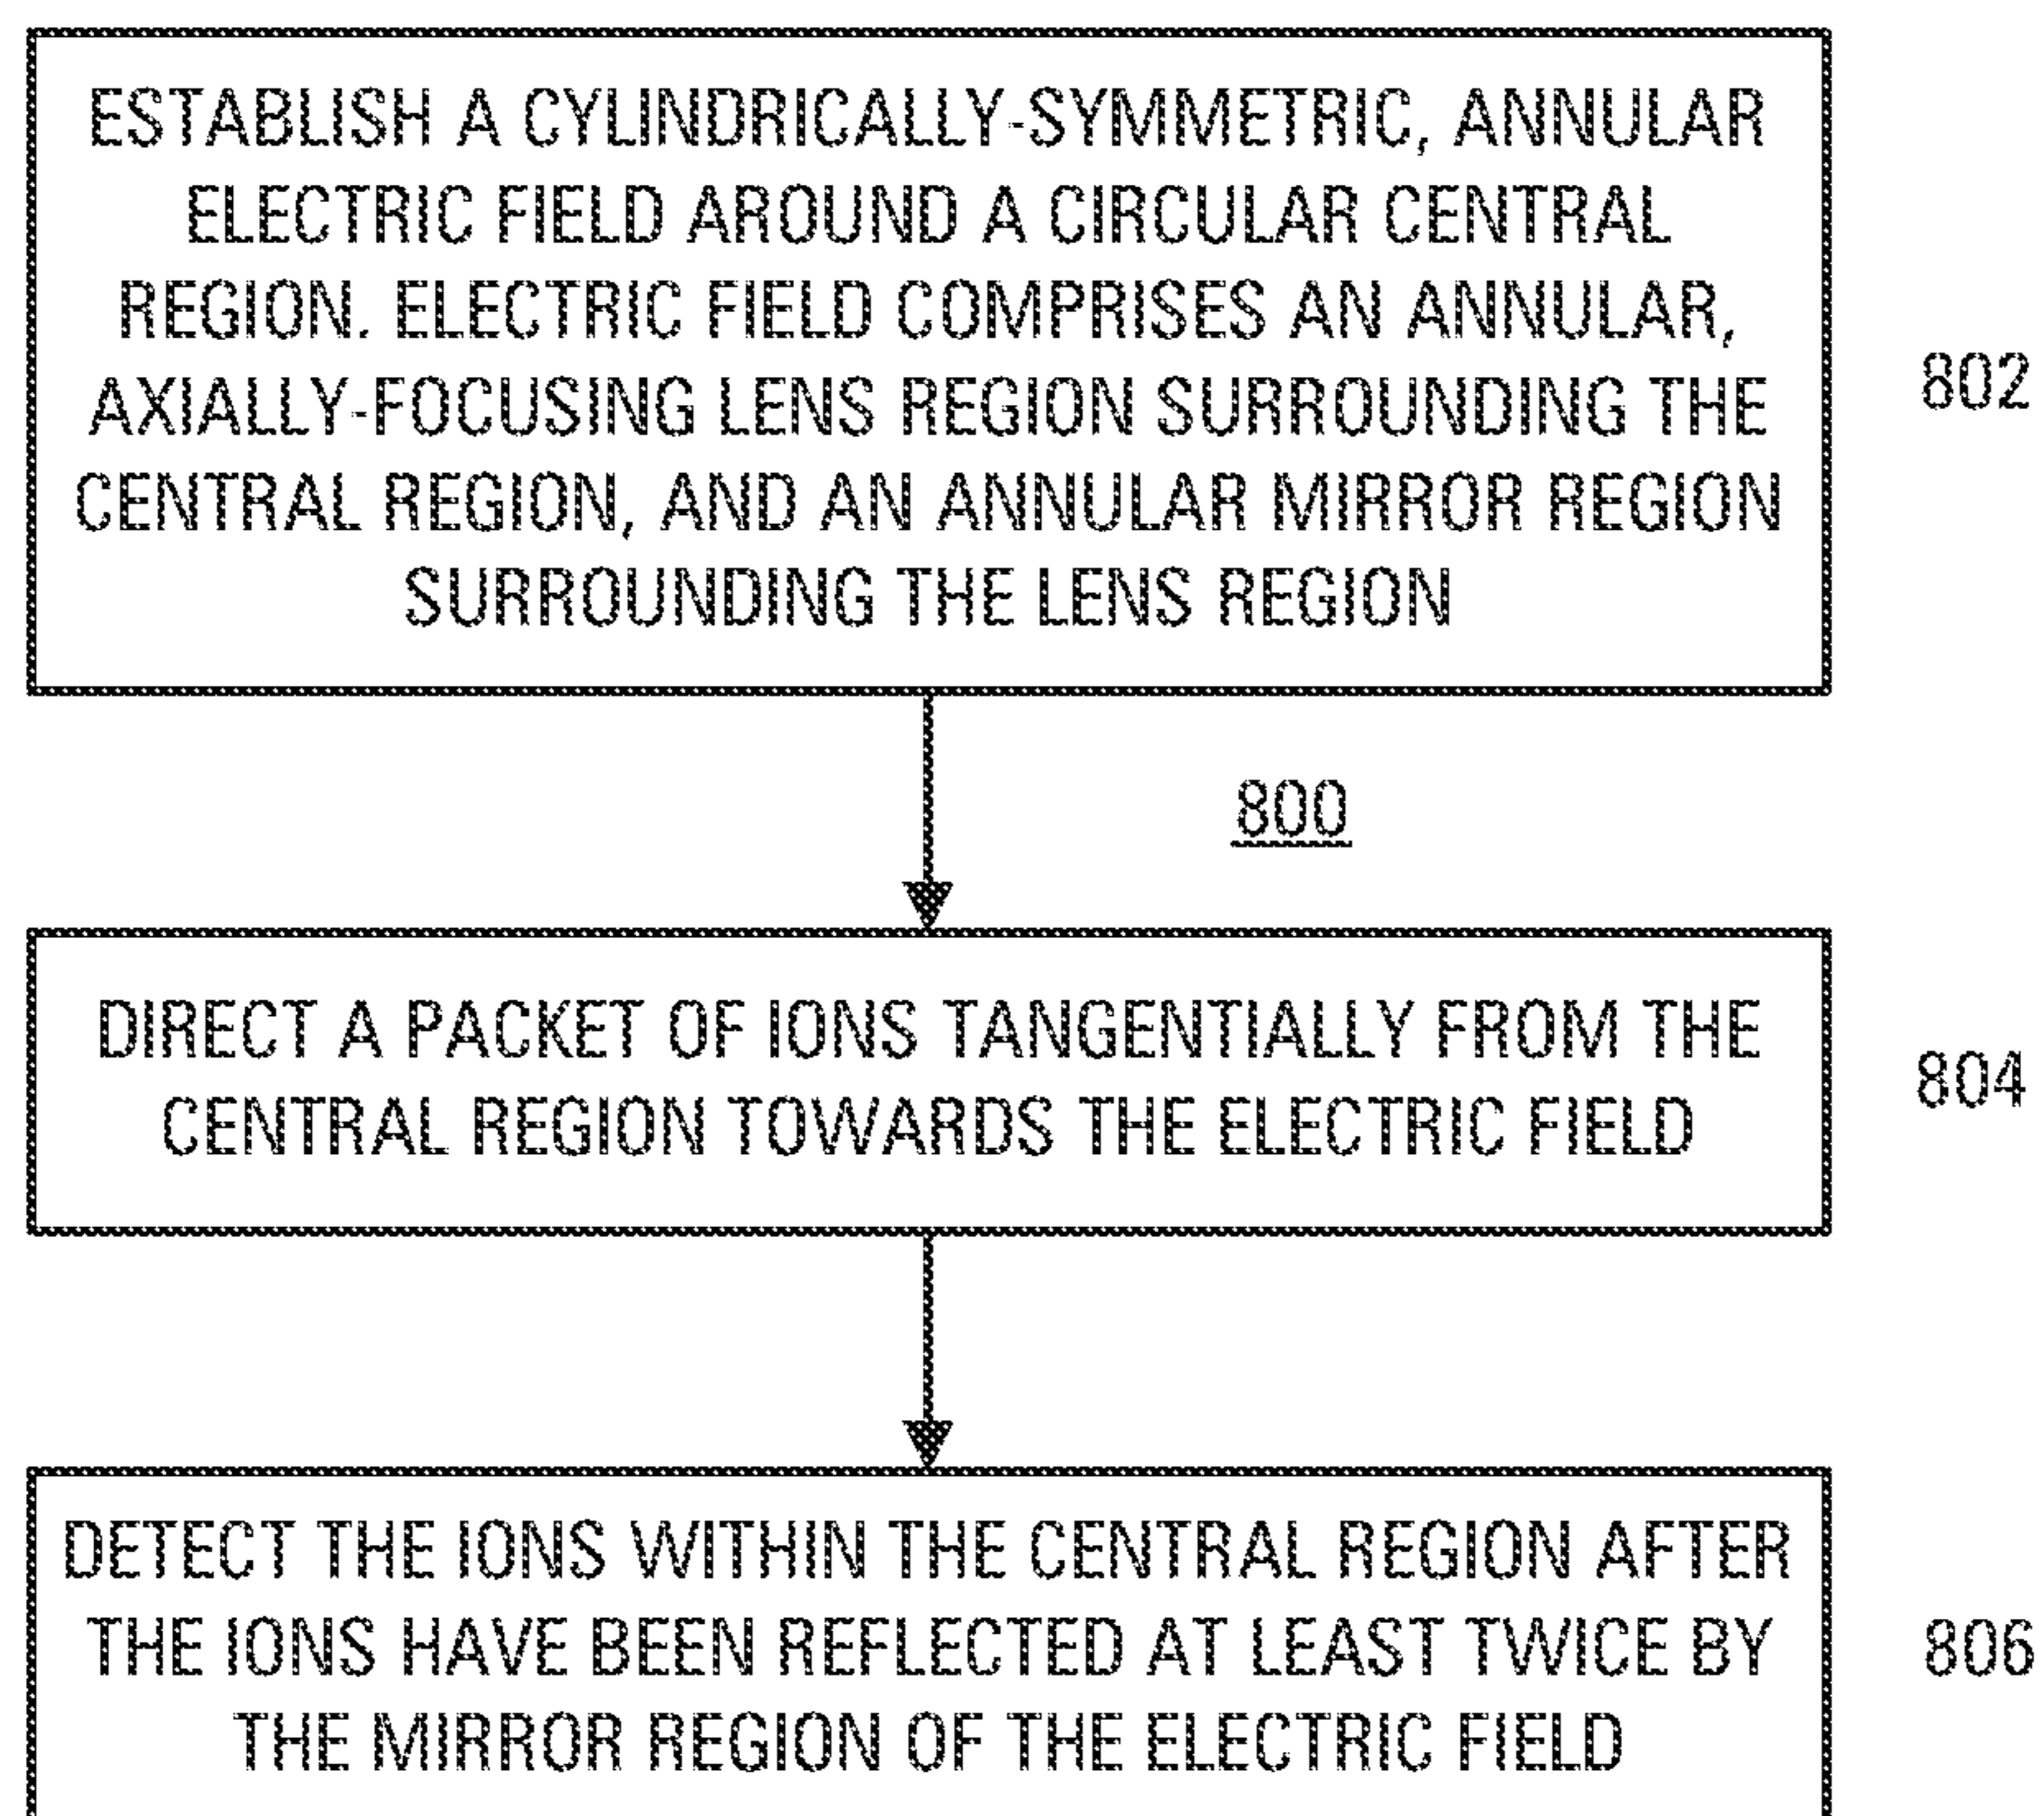 ESTABLISH A CYLINDRICALLY-SYMMETRIC, ANNULAR
ELECTRIC FIELD AROUND A CIRCULAR CENTRAL
REGION. ELECTRIC FIELD COMPRISES AN ANNULAR,
AXIALLY-FOCUSING LENS REGION SURROUNDING THE
CENTRAL REGION, AND AN ANNULAR MIRROR REGION
SURROUNDING THE LENS REGION
802
800
DIRECT A PACKET OF IONS TANGENTIALLY FROM THE
CENTRAL REGION TOWARDS THE ELECTRIC FIELD
804
DETECT THE IONS WITHIN THE CENTRAL REGION AFTER
THE IONS HAVE BEEN REFLECTED AT LEAST TWICE BY
THE MIRROR REGION OF THE ELECTRIC FIELD
806